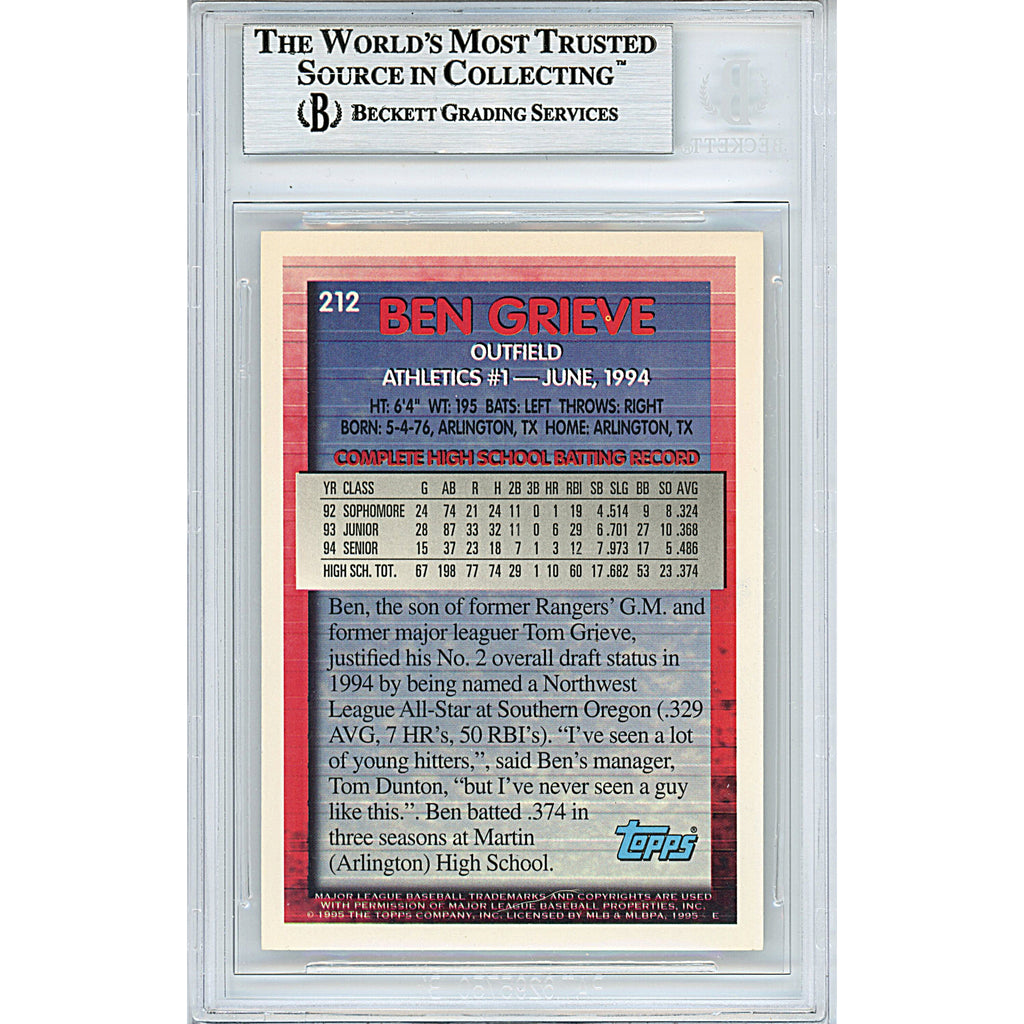 THE WORLD'S MOST TRUSTED
SOURCE IN COLLECTING™
B BECKETT GRADING SERVICES
BECKETT
212 BEN GRIEVE
OUTFIELD
ATHLETICS #1—JUNE, 1994
HT: 6'4" WT: 195 BATS: LEFT THROWS: RIGHT
BORN: 5-4-76, ARLINGTON, TX HOME: ARLINGTON, TX
COMPLETE HIGH SCHOOL BATTING RECORD
YR CLASS G AB R H 2B 3B HR RBI SB SLG BB SO AVG
92 SOPHOMORE 24 74 21 24 11 0 1 19 4 .514 9 8 .324
93 JUNIOR 28 87 33 32 11 0 6 29 6 .701 27 10 .368
94 SENIOR 15 37 23 18 7 1 3 12 7 .973 17 5 .486
HIGH SCH. TOT. 67 198 77 74 29 1 10 60 17 .682 53 23 .374
Ben, the son of former Rangers' G.M. and
former major leaguer Tom Grieve,
justified his No. 2 overall draft status in
1994 by being named a Northwest
League All-Star at Southern Oregon (.329
AVG, 7 HR's, 50 RBI's). "I've seen a lot
of young hitters,", said Ben's manager,
Tom Dunton, "but I've never seen a guy
like this.". Ben batted .374 in
three seasons at Martin
(Arlington) High School.
topps®
MAJOR LEAGUE BASEBALL TRADEMARKS AND COPYRIGHTS ARE USED
WITH PERMISSION OF MAJOR LEAGUE BASEBALL PROPERTIES, INC.
© 1995 THE TOPPS COMPANY, INC. LICENSED BY MLB & MLBPA, 1995 - E